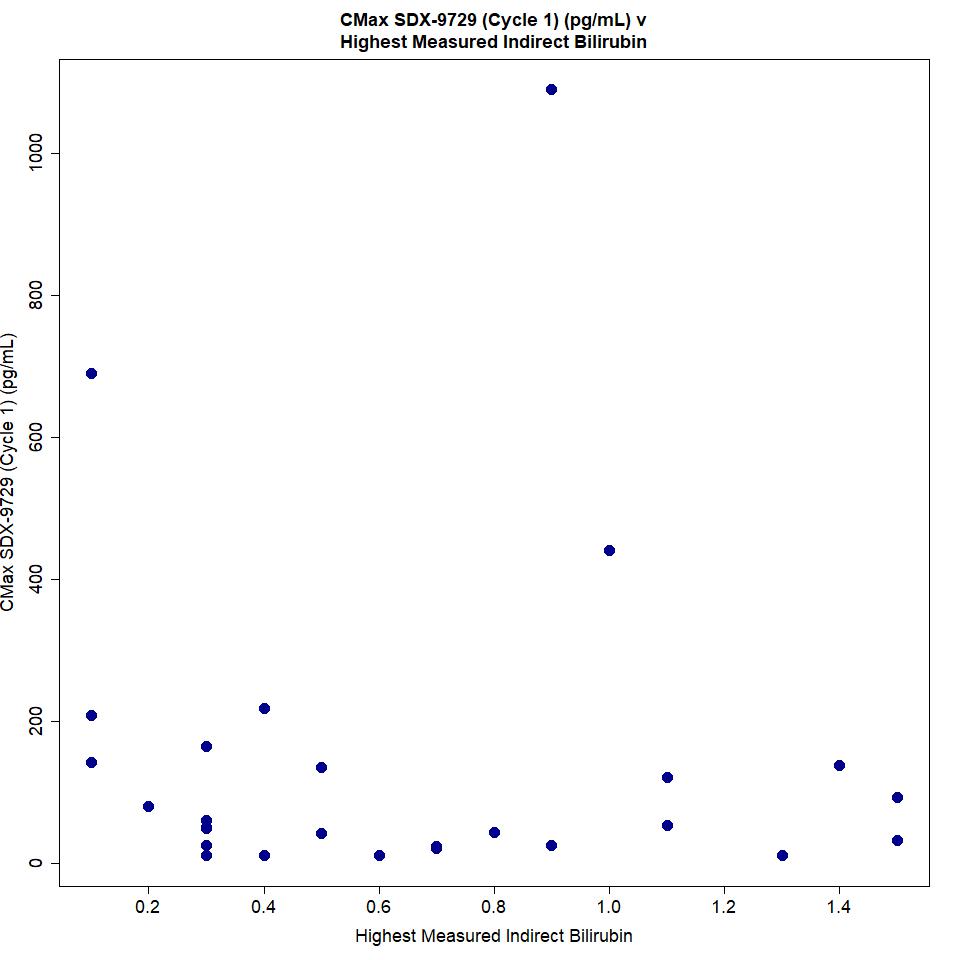 CMax SDX-9729 (Cycle 1) (pg/mL) v
Highest Measured Indirect Bilirubin
CMax SDX-9729 (Cycle 1) (pg/mL)
1000
800
600
400
200
0
0.2 0.4 0.6 0.8 1.0 1.2 1.4
Highest Measured Indirect Bilirubin